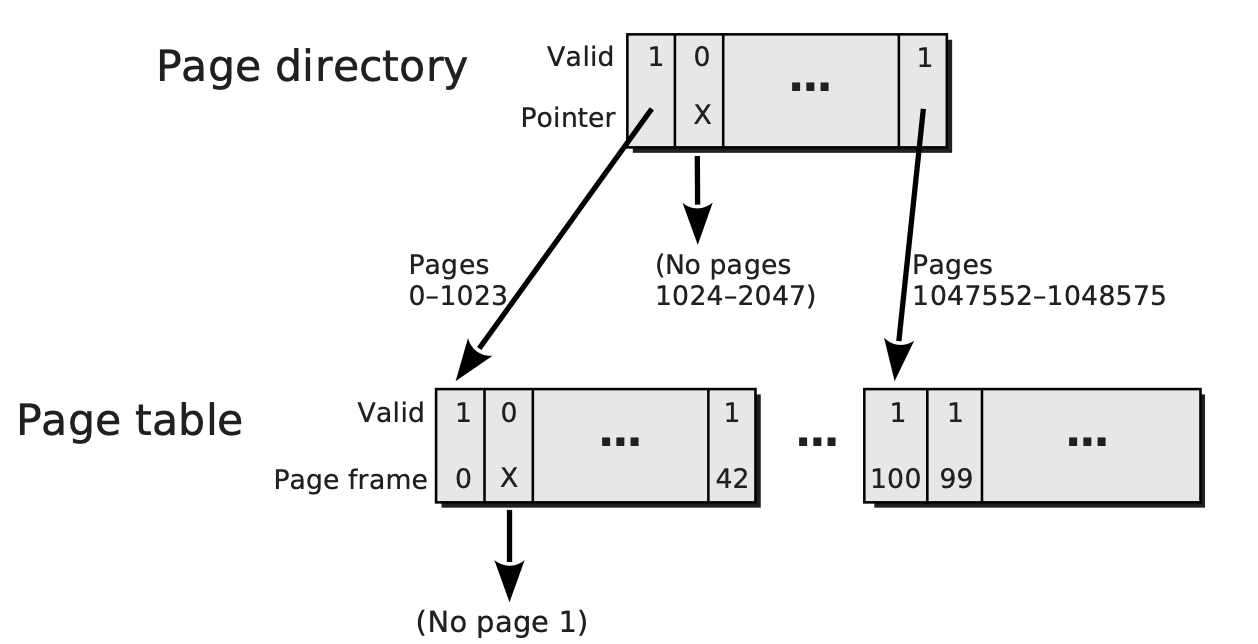 Page directory
Valid 1 0 ... 1
Pointer X
Pages
0–1023
(No pages
1024–2047)
Pages
1047552–1048575
Page table
Valid 1 0 ... 1 ... 1 1 ...
Page frame 0 X 42 100 99
(No page 1)